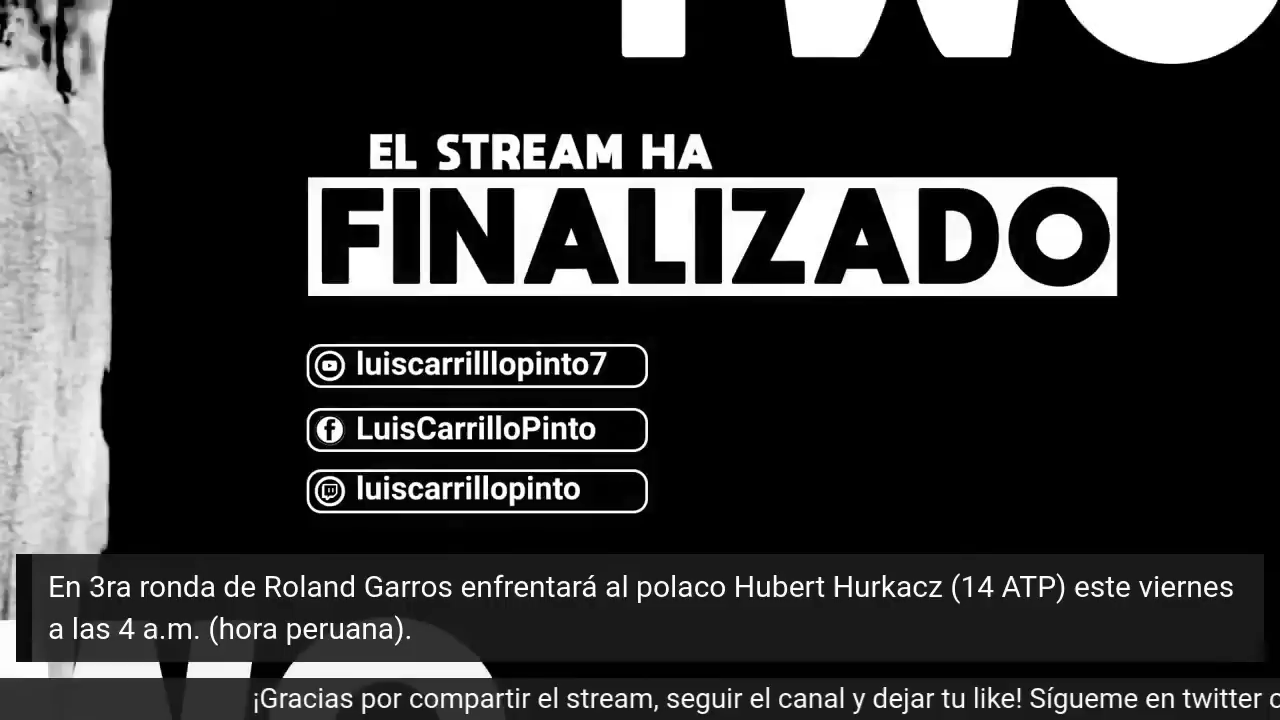 TWO
EL STREAM HA
FINALIZADO
luiscarrilllopinto7
LuisCarrilloPinto
luiscarrillopinto
En 3ra ronda de Roland Garros enfrentará al polaco Hubert Hurkacz (14 ATP) este viernes
a las 4 a.m. (hora peruana).
¡Gracias por compartir el stream, seguir el canal y dejar tu like! Sígueme en twitter